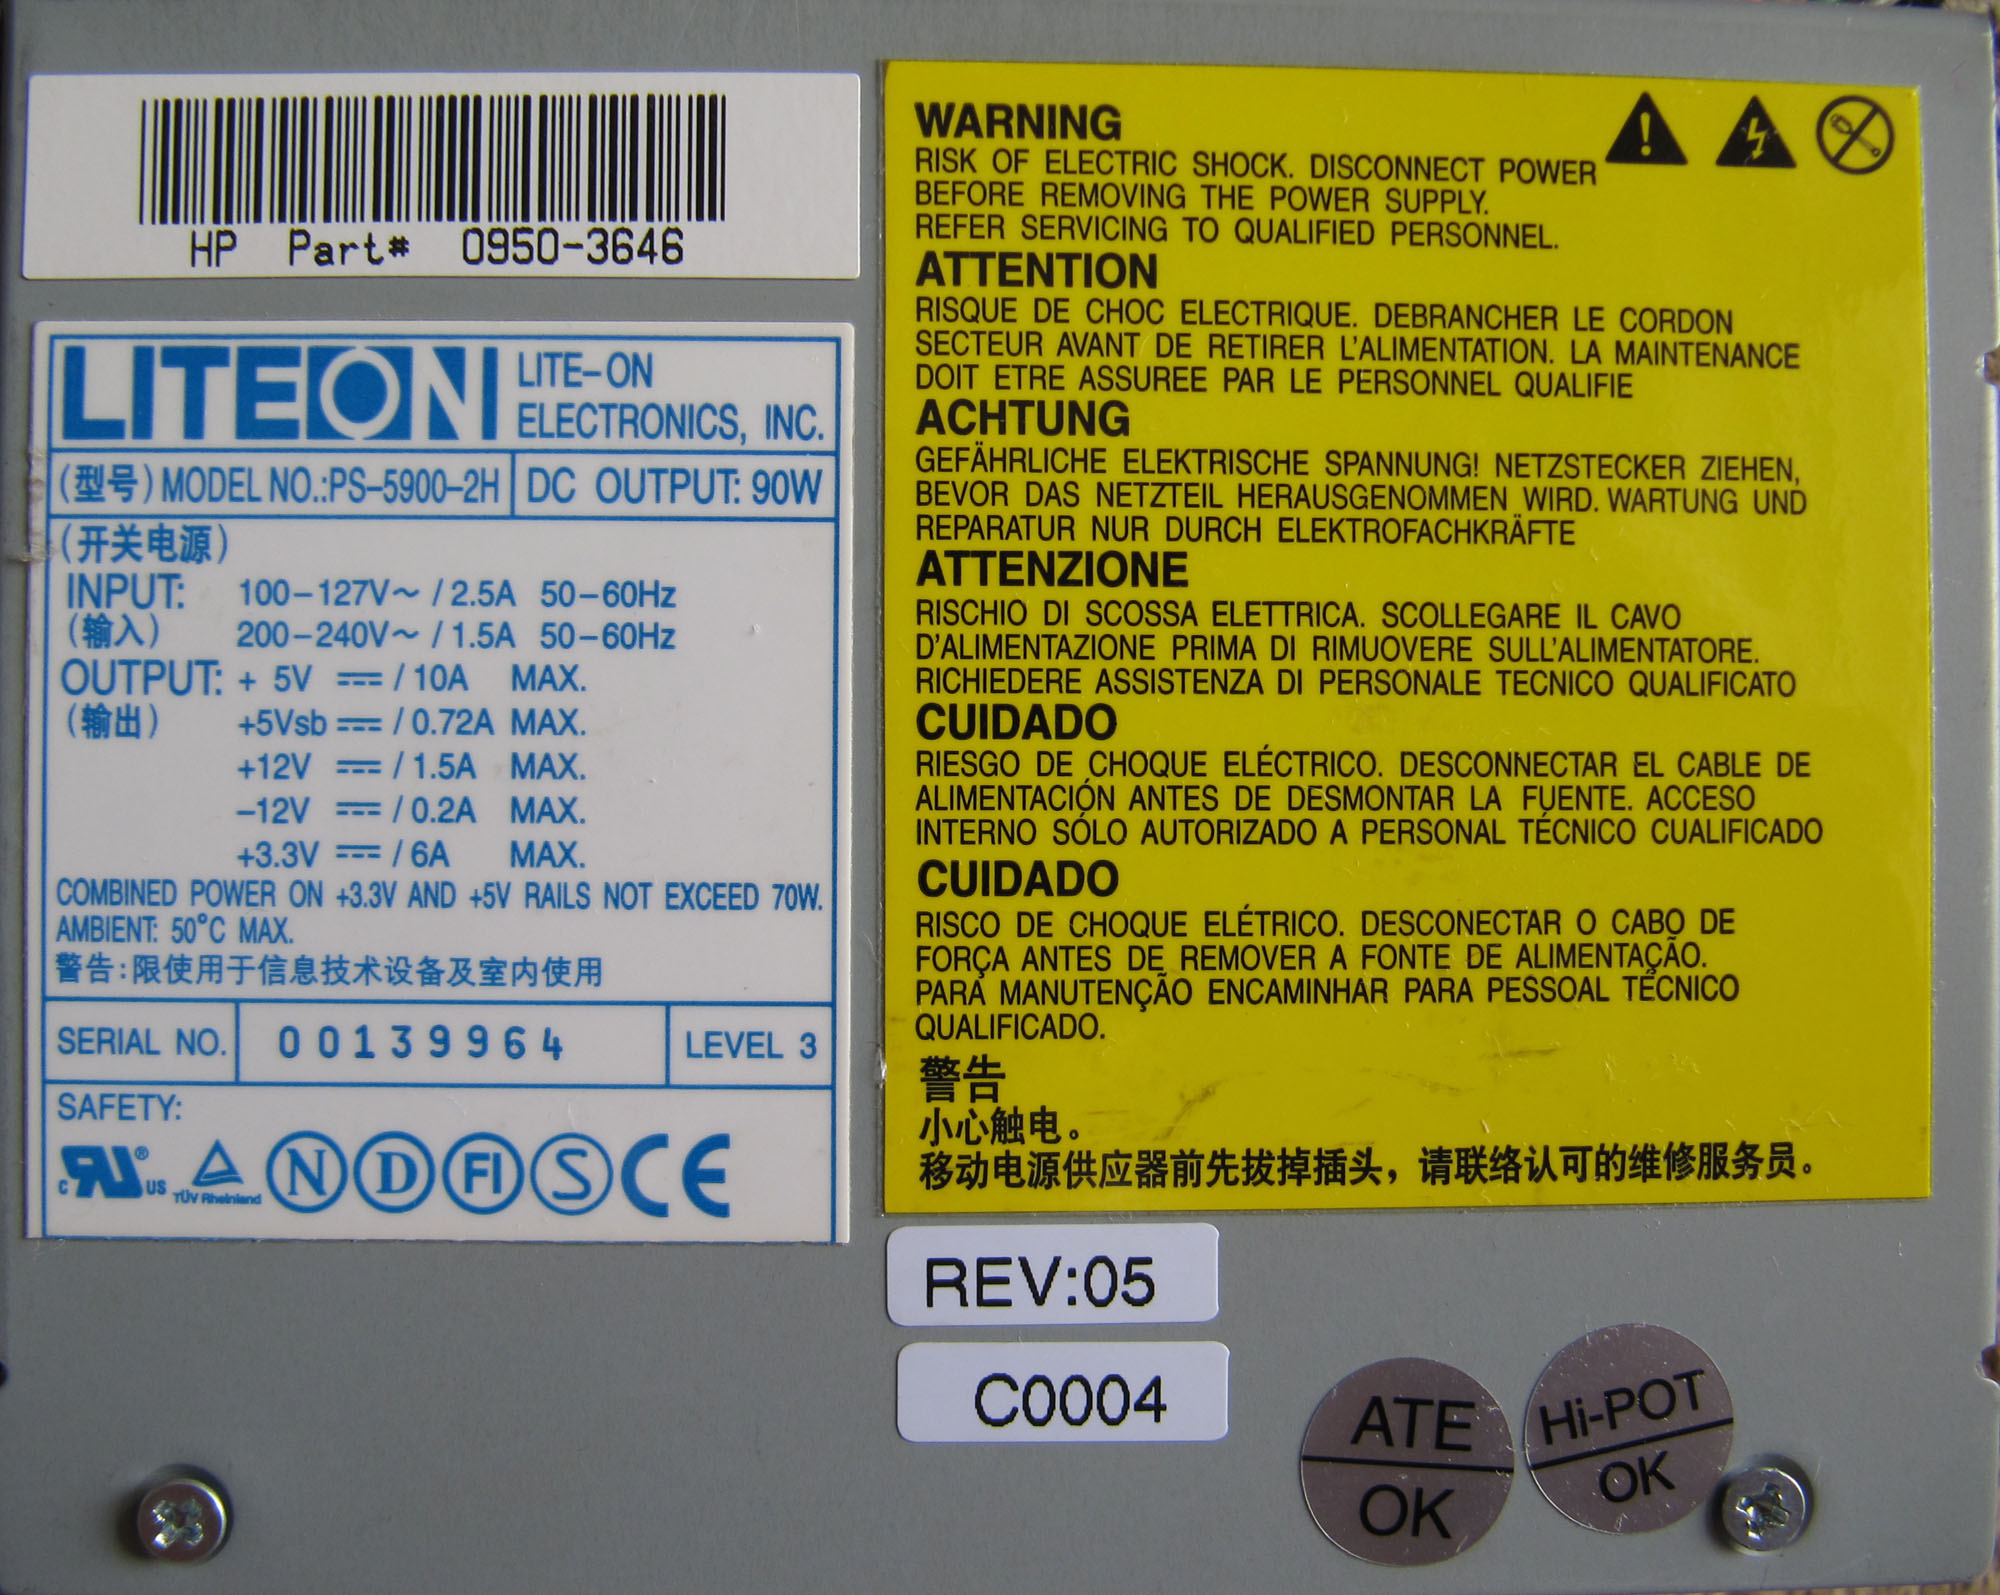 HP Part# 0950-3646
LITEON
LITE-ON
ELECTRONICS, INC.
(型号) MODEL NO.:PS-5900-2H
DC OUTPUT: 90W
(开关电源)
INPUT: 100-127V～ / 2.5A 50-60Hz
(输入) 200-240V～ / 1.5A 50-60Hz
OUTPUT: + 5V ⎓ / 10A MAX.
(输出) +5Vsb ⎓ / 0.72A MAX.
+12V ⎓ / 1.5A MAX.
-12V ⎓ / 0.2A MAX.
+3.3V ⎓ / 6A MAX.
COMBINED POWER ON +3.3V AND +5V RAILS NOT EXCEED 70W.
AMBIENT: 50°C MAX.
警告:限使用于信息技术设备及室内使用
SERIAL NO. 00139964 LEVEL 3
SAFETY:
c RU ® US TÜV Rheinland N D FI S CE
WARNING
RISK OF ELECTRIC SHOCK. DISCONNECT POWER
BEFORE REMOVING THE POWER SUPPLY.
REFER SERVICING TO QUALIFIED PERSONNEL.
ATTENTION
RISQUE DE CHOC ELECTRIQUE. DEBRANCHER LE CORDON
SECTEUR AVANT DE RETIRER L'ALIMENTATION. LA MAINTENANCE
DOIT ETRE ASSUREE PAR LE PERSONNEL QUALIFIE
ACHTUNG
GEFÄHRLICHE ELEKTRISCHE SPANNUNG! NETZSTECKER ZIEHEN,
BEVOR DAS NETZTEIL HERAUSGENOMMEN WIRD. WARTUNG UND
REPARATUR NUR DURCH ELEKTROFACHKRÄFTE
ATTENZIONE
RISCHIO DI SCOSSA ELETTRICA. SCOLLEGARE IL CAVO
D'ALIMENTAZIONE PRIMA DI RIMUOVERE SULL'ALIMENTATORE.
RICHIEDERE ASSISTENZA DI PERSONALE TECNICO QUALIFICATO
CUIDADO
RIESGO DE CHOQUE ELÉCTRICO. DESCONNECTAR EL CABLE DE
ALIMENTACIÓN ANTES DE DESMONTAR LA FUENTE. ACCESO
INTERNO SÓLO AUTORIZADO A PERSONAL TÉCNICO CUALIFICADO
CUIDADO
RISCO DE CHOQUE ELÉTRICO. DESCONECTAR O CABO DE
FORÇA ANTES DE REMOVER A FONTE DE ALIMENTAÇÃO.
PARA MANUTENÇÃO ENCAMINHAR PARA PESSOAL TÉCNICO
QUALIFICADO.
警告
小心触电。
移动电源供应器前先拔掉插头，请联络认可的维修服务员。
REV:05
C0004
ATE
OK
Hi-POT
OK